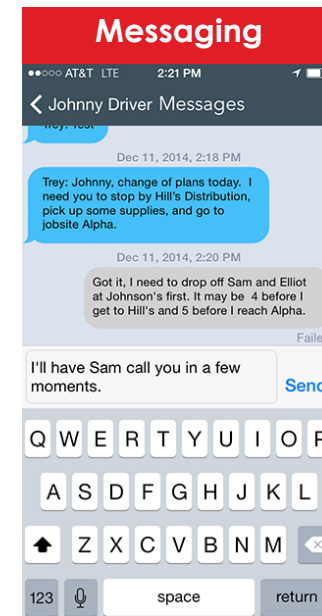 Messaging
AT&T LTE 2:21 PM
Johnny Driver Messages
Trey: Test
Dec 11, 2014, 2:18 PM
Trey: Johnny, change of plans today. I
need you to stop by Hill's Distribution,
pick up some supplies, and go to
jobsite Alpha.
Dec 11, 2014, 2:20 PM
Got it, I need to drop off Sam and Elliot
at Johnson's first. It may be 4 before I
get to Hill's and 5 before I reach Alpha.
Faile
I'll have Sam call you in a few
moments.
Send
Q W E R T Y U I O P
A S D F G H J K L
Z X C V B N M
123 space return